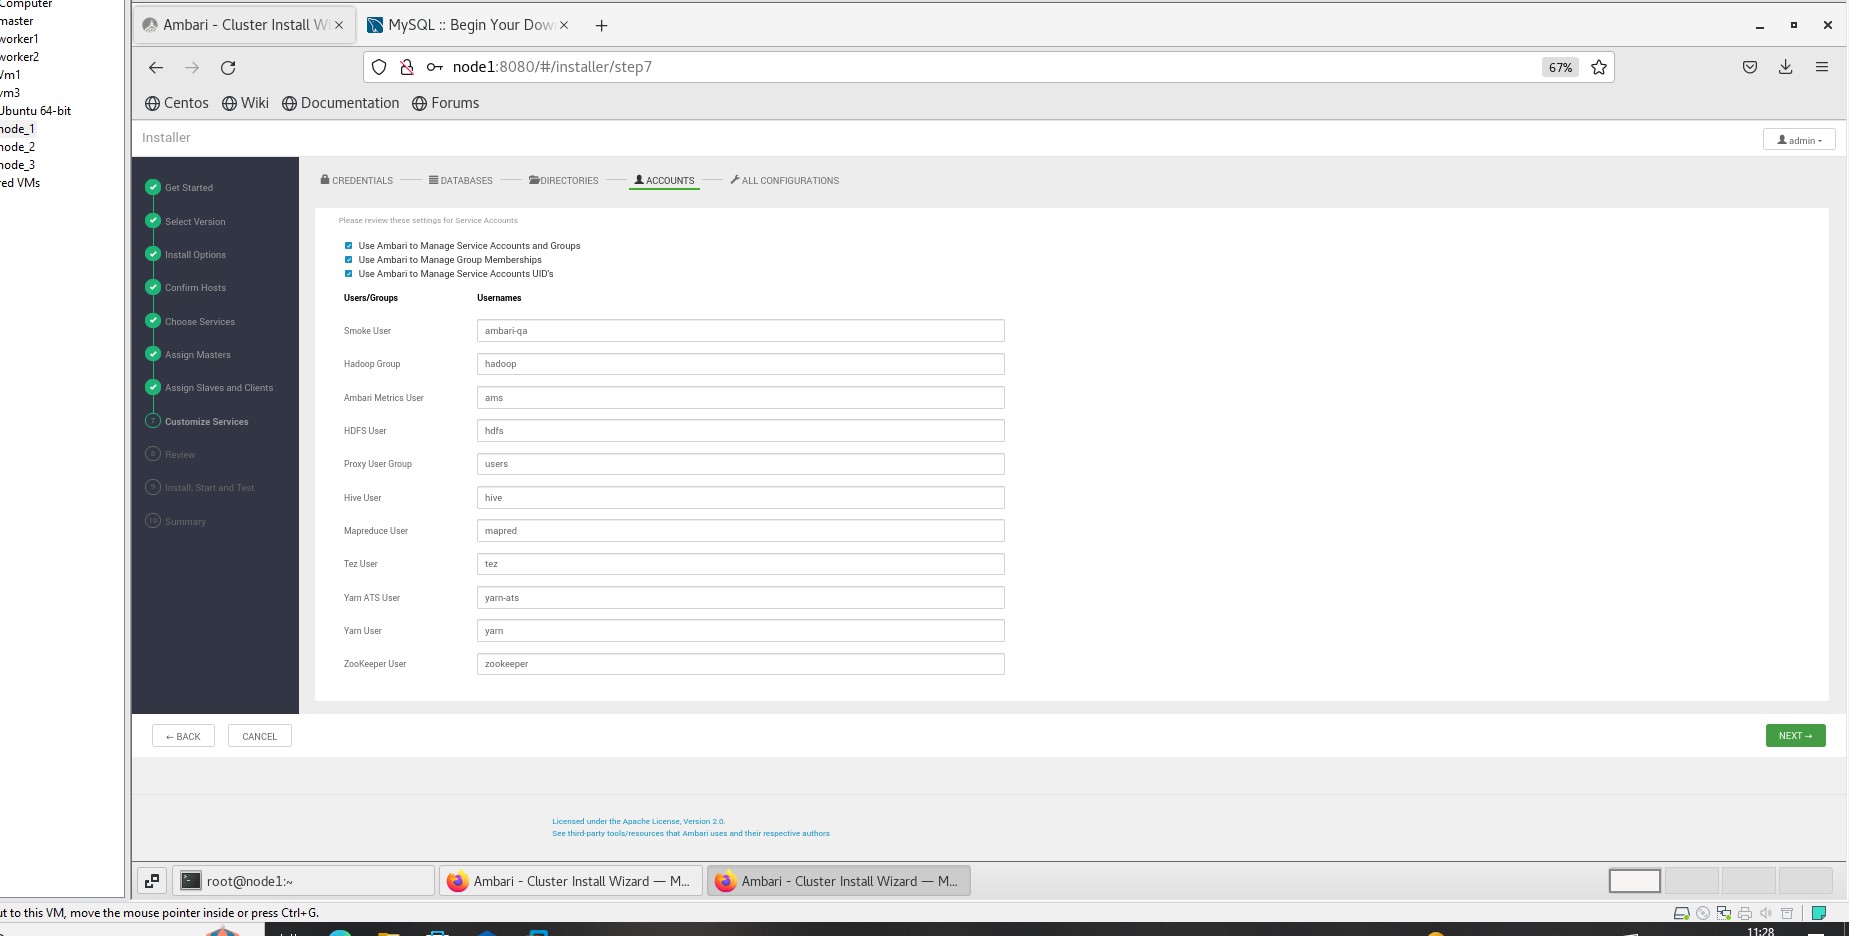 Computer
master
worker1
worker2
Vm1
vm3
Ubuntu 64-bit
node_1
node_2
node_3
red VMs
Ambari - Cluster Install Wi
MySQL :: Begin Your Dow
node1:8080/#/installer/step7
67%
Centos
Wiki
Documentation
Forums
Installer
admin
Get Started
Select Version
Install Options
Confirm Hosts
Choose Services
Assign Masters
Assign Slaves and Clients
7 Customize Services
8 Review
9 Install, Start and Test
10 Summary
CREDENTIALS
DATABASES
DIRECTORIES
ACCOUNTS
ALL CONFIGURATIONS
Please review these settings for Service Accounts
Use Ambari to Manage Service Accounts and Groups
Use Ambari to Manage Group Memberships
Use Ambari to Manage Service Accounts UID's
Users/Groups Usernames
Smoke User ambari-qa
Hadoop Group hadoop
Ambari Metrics User ams
HDFS User hdfs
Proxy User Group users
Hive User hive
Mapreduce User mapred
Tez User tez
Yarn ATS User yarn-ats
Yarn User yarn
ZooKeeper User zookeeper
← BACK
CANCEL
NEXT →
Licensed under the Apache License, Version 2.0.
See third-party tools/resources that Ambari uses and their respective authors
root@node1:~
Ambari - Cluster Install Wizard — M...
Ambari - Cluster Install Wizard — M...
ut to this VM, move the mouse pointer inside or press Ctrl+G.
11:28